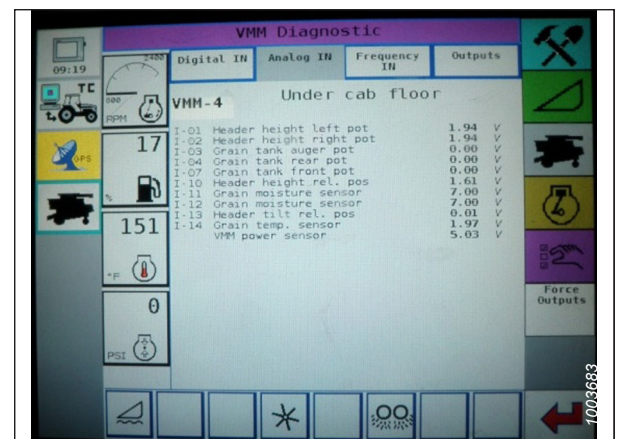 VMM Diagnostic
09:19
2400
600
RPM
Digital IN
Analog IN
Frequency
IN
Outputs
TC
VMM-4
Under cab floor
I-01 Header height left pot 1.94 V
I-02 Header height right pot 1.94 V
I-03 Grain tank auger pot 0.00 V
I-04 Grain tank rear pot 0.00 V
I-07 Grain tank front pot 0.00 V
I-10 Header height rel. pos 1.61 V
I-11 Grain moisture sensor 7.00 V
I-12 Grain moisture sensor 7.00 V
I-13 Header tilt rel. pos 0.01 V
I-14 Grain temp. sensor 1.97 V
VMM power sensor 5.03 V
GPS
17
%
151
°F
0
PSI
Force
Outputs
1003683